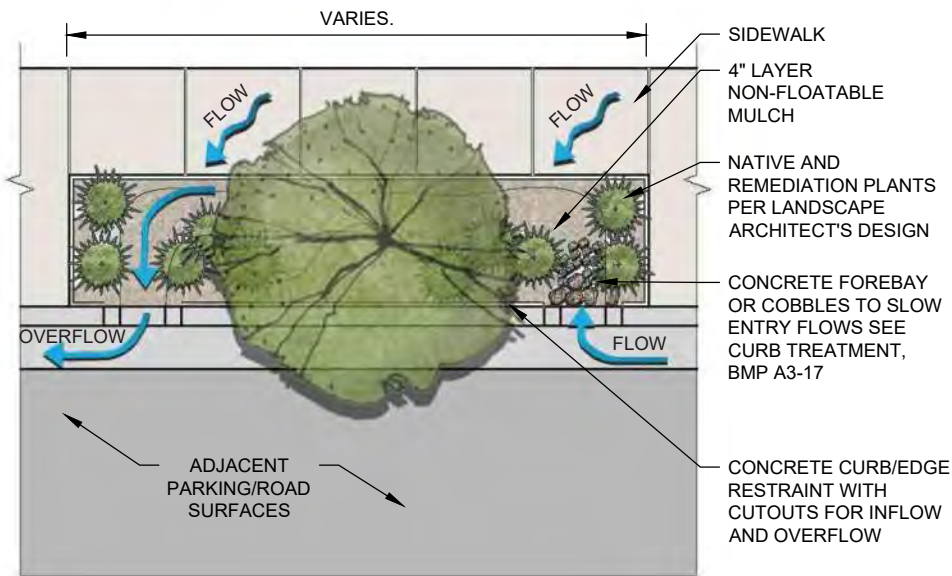 VARIES.
SIDEWALK
4" LAYER
NON-FLOATABLE
MULCH
FLOW
FLOW
NATIVE AND
REMEDIATION PLANTS
PER LANDSCAPE
ARCHITECT'S DESIGN
CONCRETE FOREBAY
OR COBBLES TO SLOW
ENTRY FLOWS SEE
CURB TREATMENT,
BMP A3-17
OVERFLOW
FLOW
ADJACENT
PARKING/ROAD
SURFACES
CONCRETE CURB/EDGE
RESTRAINT WITH
CUTOUTS FOR INFLOW
AND OVERFLOW